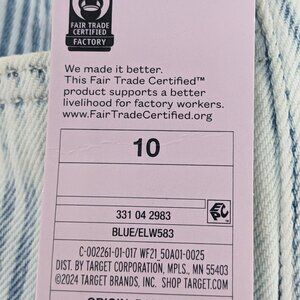 FAIR TRADE
CERTIFIED
FACTORY
We made it better.
This Fair Trade Certified™
product supports a better
livelihood for factory workers.
www.FairTradeCertified.org
10
331 04 2983
BLUE/ELW583
C-002261-01-017 WF21_50A01-0025
DIST. BY TARGET CORPORATION, MPLS., MN 55403
©2024 TARGET BRANDS, INC. SHOP TARGET.COM